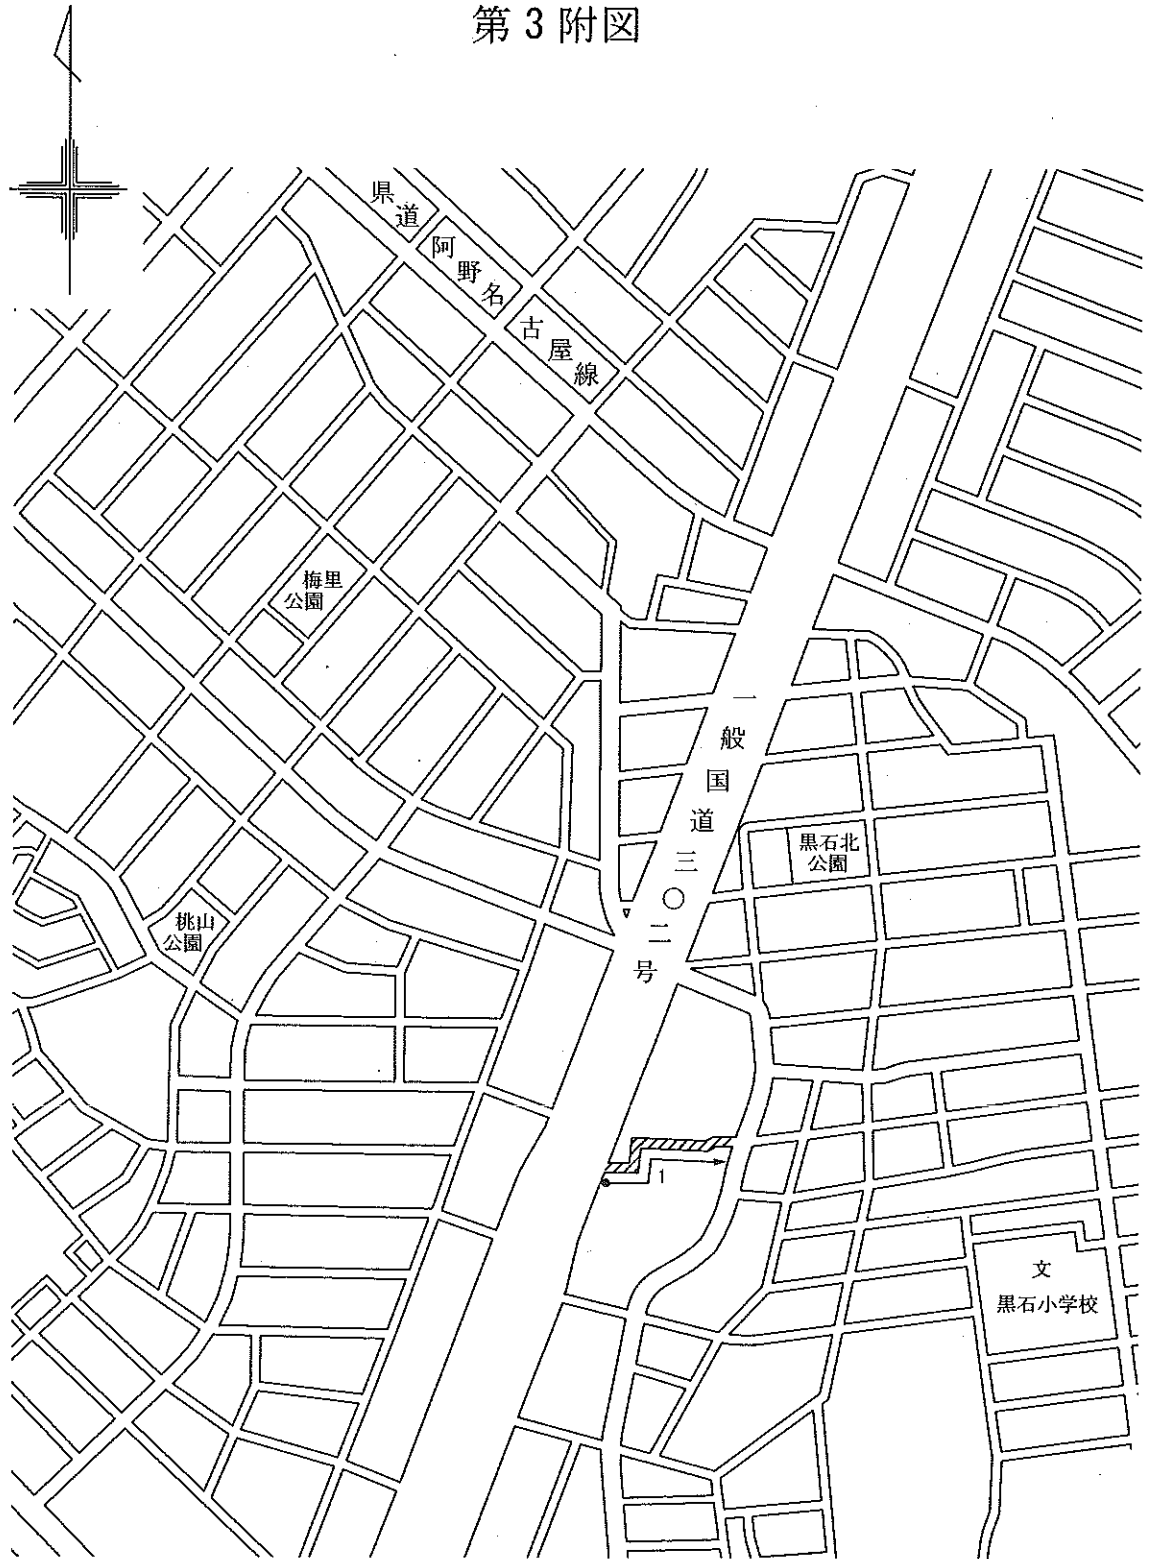 第3附図
県道
阿野名
古屋線
梅里
公園
一般国道三〇二号
黒石北
公園
桃山
公園
1
文
黒石小学校